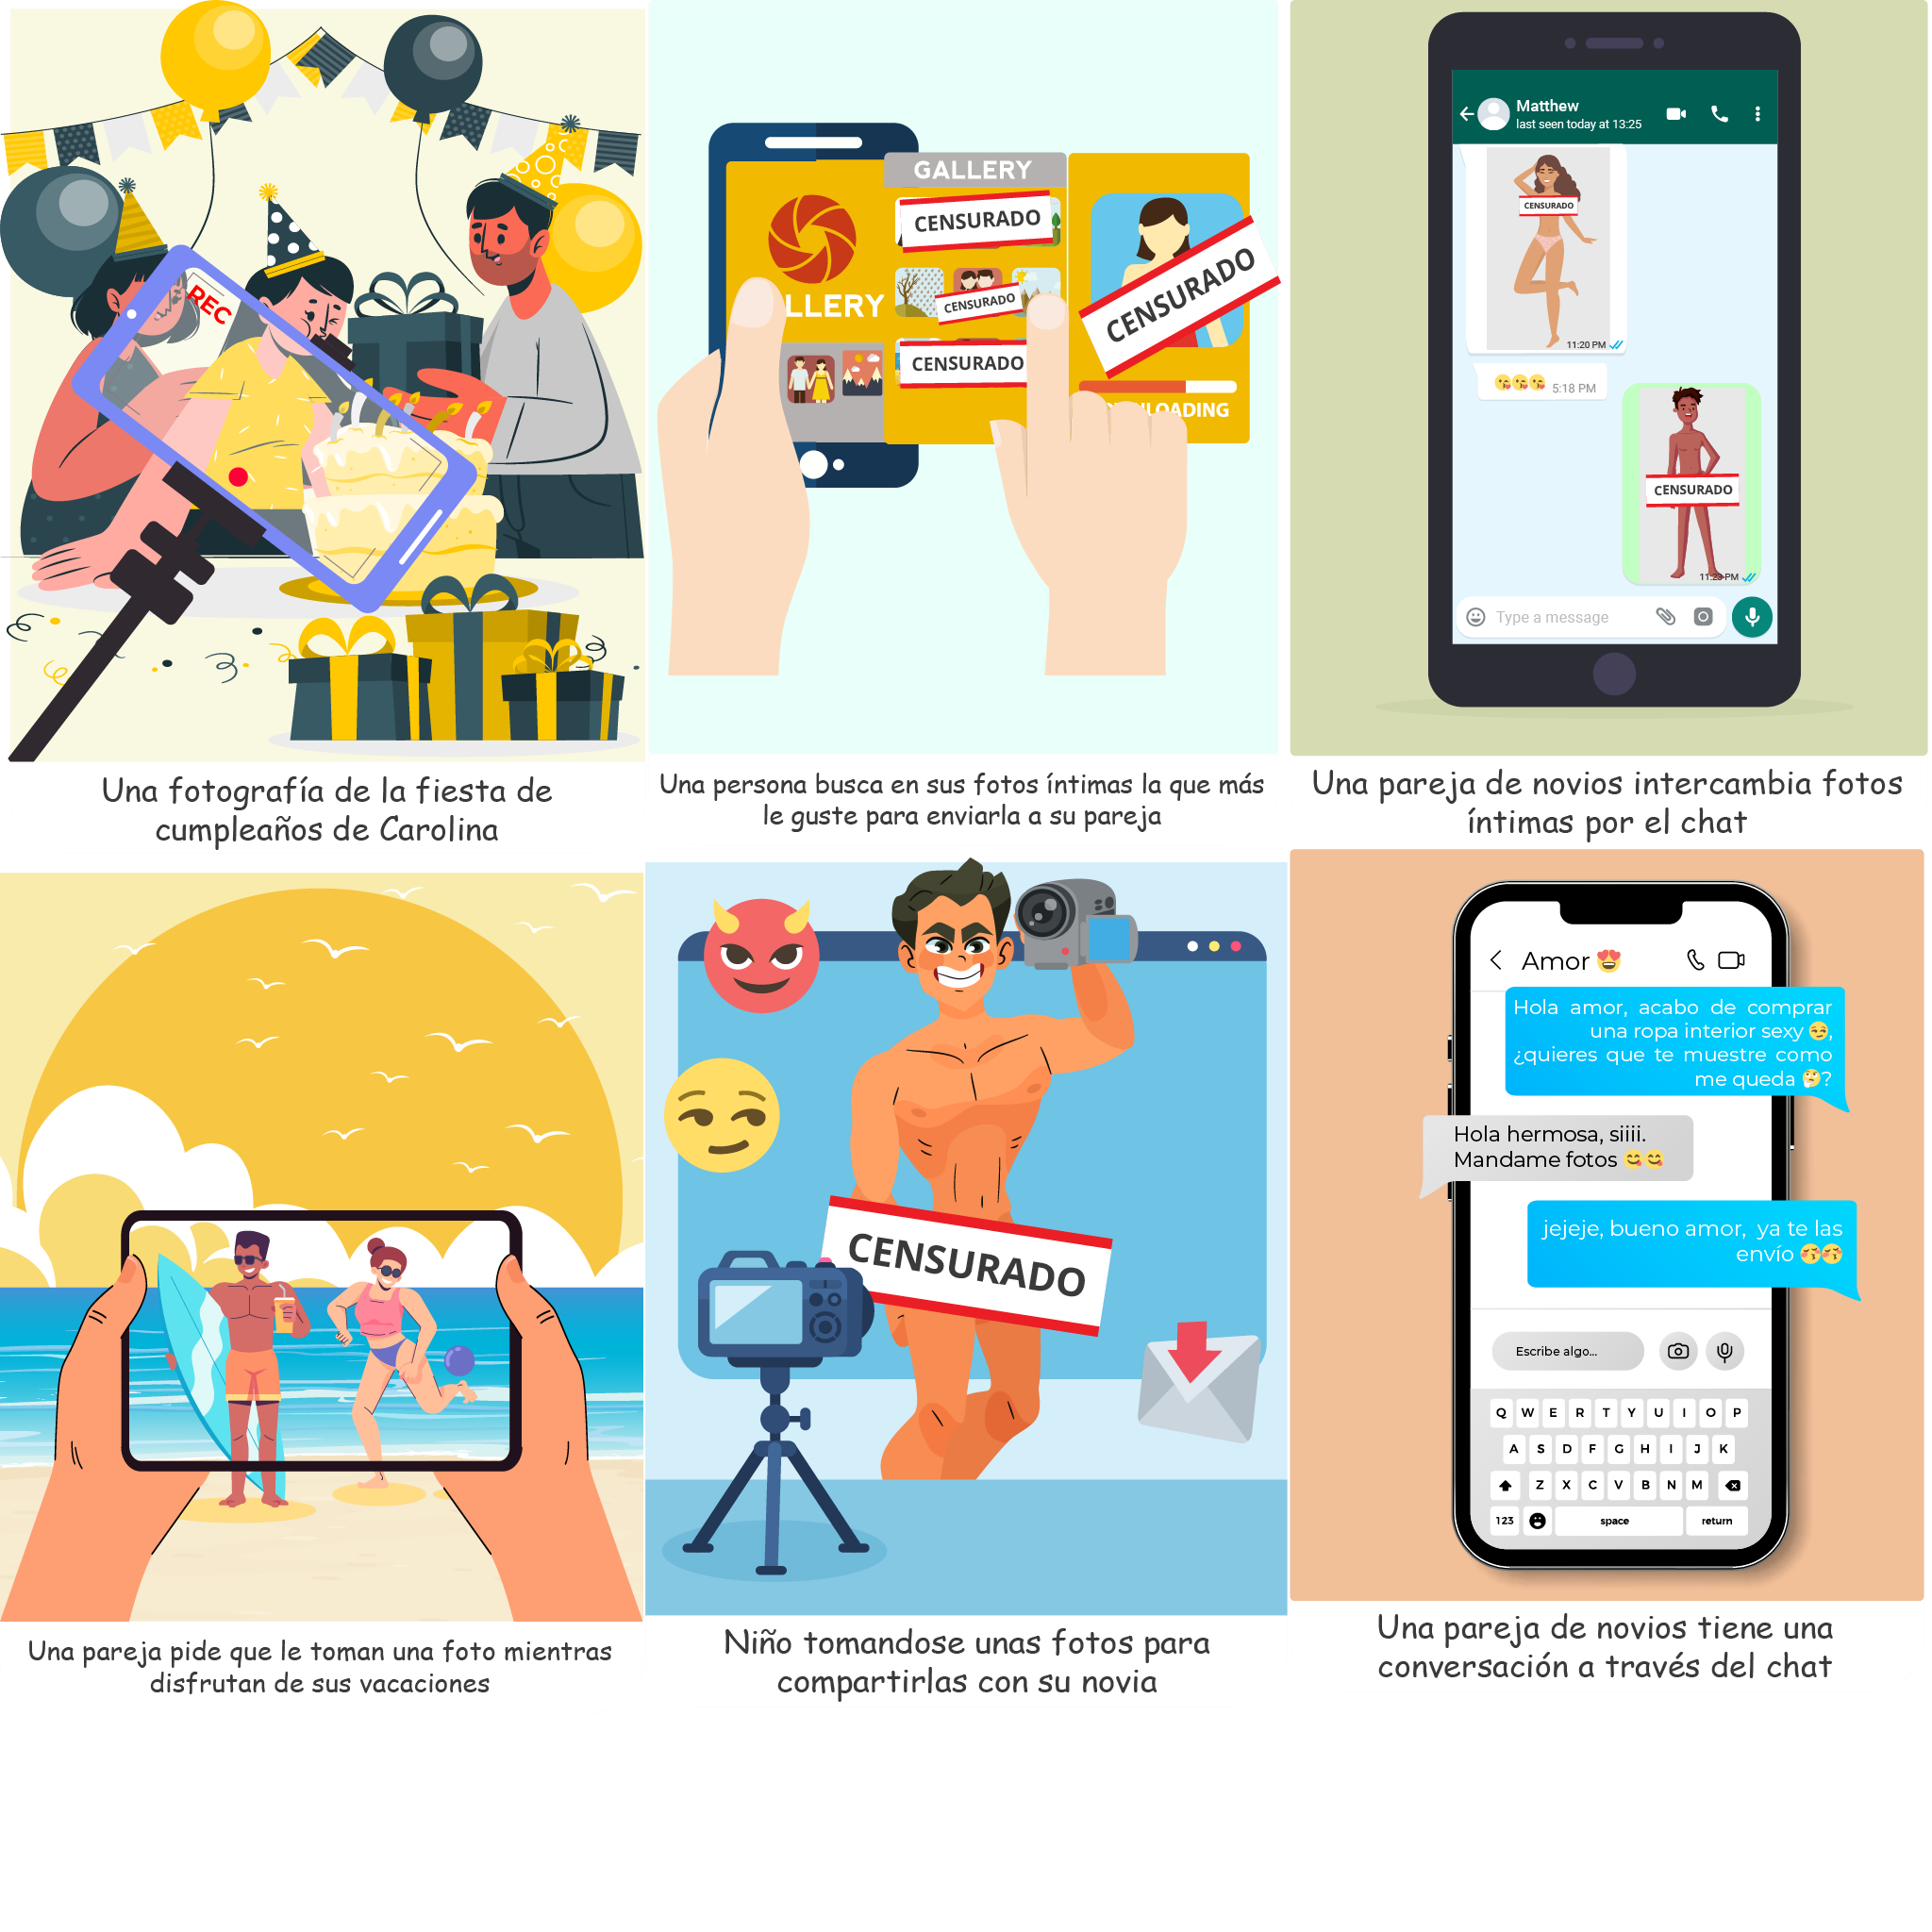 REC
Una fotografía de la fiesta de
cumpleaños de Carolina
GALLERY
CENSURADO
CENSURADO
CENSURADO
LLERY
CENSURADO
Una persona busca en sus fotos íntimas la que más
le guste para enviarla a su pareja
Matthew
last seen today at 13:25
CENSURADO
11:20 PM
5:18 PM
CENSURADO
11:23 PM
Type a message
Una pareja de novios intercambia fotos
íntimas por el chat
Una pareja pide que le toman una foto mientras
disfrutan de sus vacaciones
CENSURADO
Niño tomandose unas fotos para
compartirlas con su novia
Amor
Hola amor, acabo de comprar
una ropa interior sexy 😏,
¿quieres que te muestre como
me queda 🤔?
Hola hermosa, siiii.
Mandame fotos 😋😋
jejeje, bueno amor, ya te las
envío 😚😚
Escribe algo...
Q W E R T Y U I O P
A S D F G H I J K
Z X C V B N M
123 space return
Una pareja de novios tiene una
conversación a través del chat